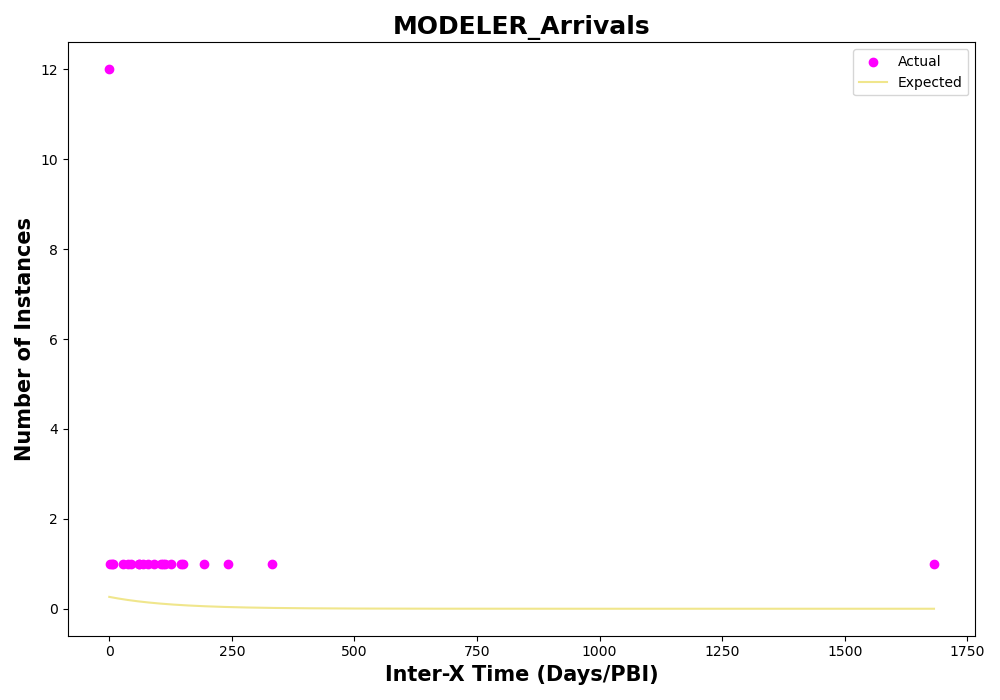 MODELER_Arrivals
Actual
Expected
Number of Instances
12
10
8
6
4
2
0
0 250 500 750 1000 1250 1500 1750
Inter-X Time (Days/PBI)